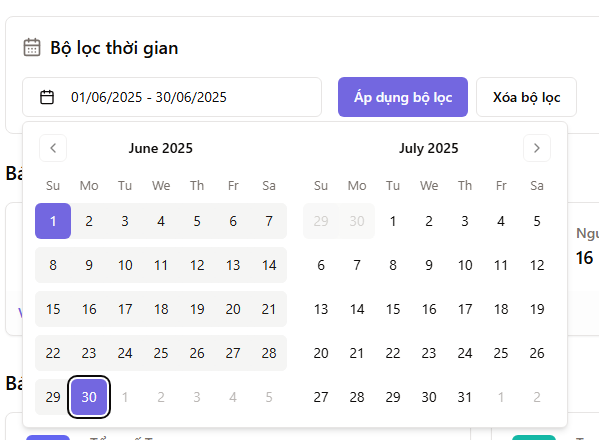 Bộ lọc thời gian
01/06/2025 - 30/06/2025
Áp dụng bộ lọc
Xóa bộ lọc
June 2025
Su Mo Tu We Th Fr Sa
1 2 3 4 5 6 7
8 9 10 11 12 13 14
15 16 17 18 19 20 21
22 23 24 25 26 27 28
29 30 1 2 3 4 5
July 2025
Su Mo Tu We Th Fr Sa
29 30 1 2 3 4 5
6 7 8 9 10 11 12
13 14 15 16 17 18 19
20 21 22 23 24 25 26
27 28 29 30 31 1 2
16